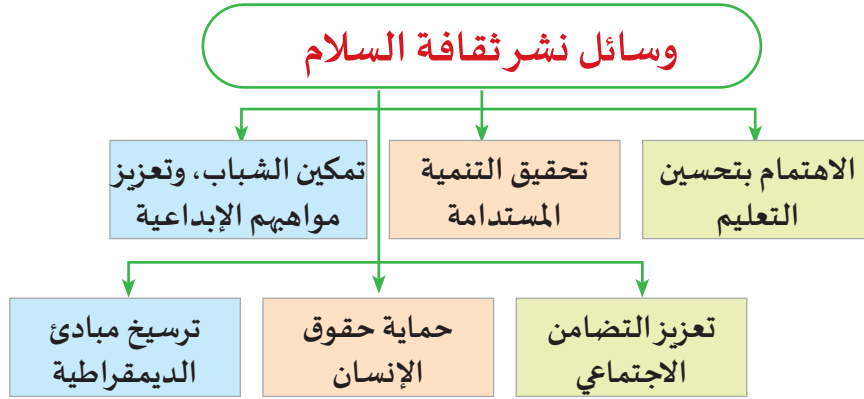 وسائل نشر ثقافة السلام
الاهتمام بتحسين
التعليم
تحقيق التنمية
المستدامة
تمكين الشباب، وتعزيز
مواهبهم الإبداعية
تعزيز التضامن
الاجتماعي
حماية حقوق
الإنسان
ترسيخ مبادئ
الديمقراطية